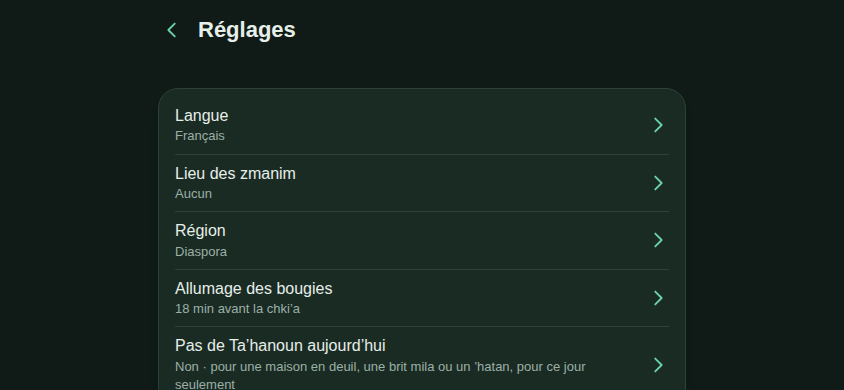 Réglages
Langue
Français
Lieu des zmanim
Aucun
Région
Diaspora
Allumage des bougies
18 min avant la chki’a
Pas de Ta’hanoun aujourd’hui
Non · pour une maison en deuil, une brit mila ou un ’hatan, pour ce jour
seulement